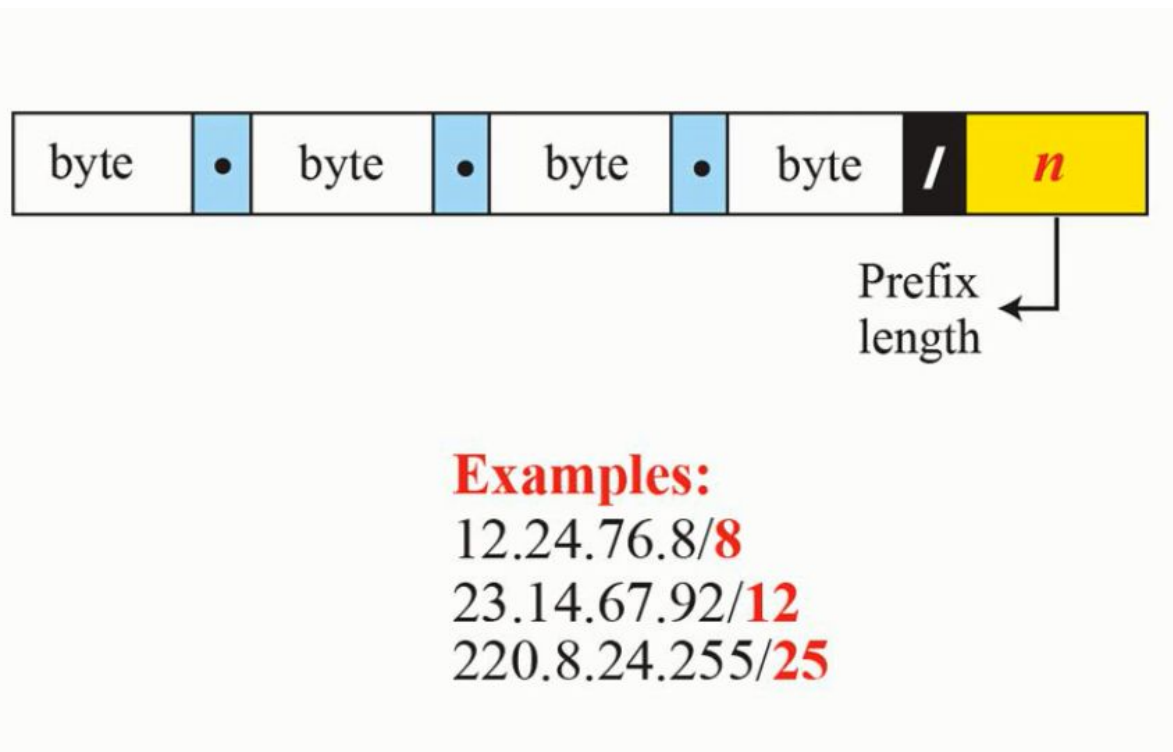 byte • byte • byte • byte / n
Prefix
length
Examples:
12.24.76.8/8
23.14.67.92/12
220.8.24.255/25